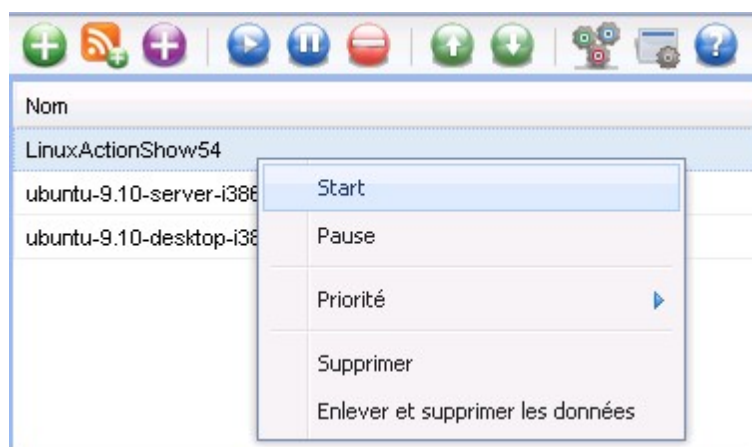 Nom
LinuxActionShow54
ubuntu-9.10-server-i386
ubuntu-9.10-desktop-i38
Start
Pause
Priorité
Supprimer
Enlever et supprimer les données